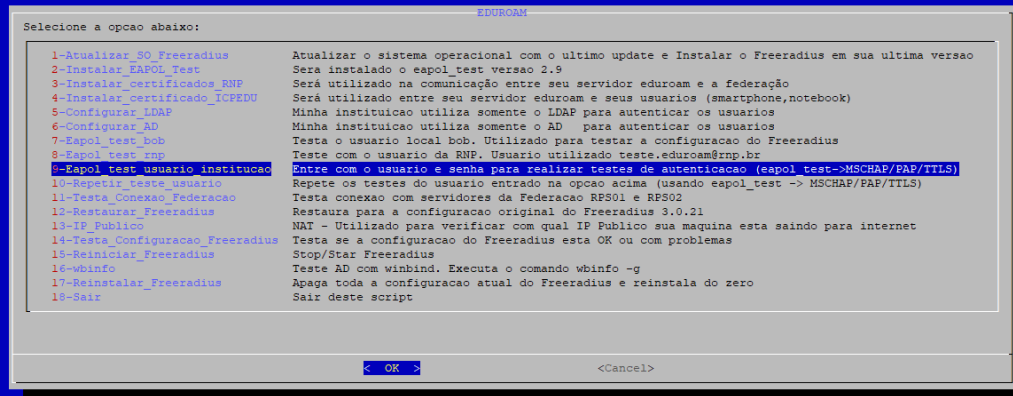 EDUROAM
Selecione a opcao abaixo:
1-Atualizar_SO_Freeradius Atualizar o sistema operacional com o ultimo update e Instalar o Freeradius em sua ultima versao
2-Instalar_EAPOL_Test Sera instalado o eapol_test versao 2.9
3-Instalar_certificados_RNP Será utilizado na comunicação entre seu servidor eduroam e a federação
4-Instalar_certificado_ICPEDU Será utilizado entre seu servidor eduroam e seus usuarios (smartphone,notebook)
5-Configurar_LDAP Minha instituicao utiliza somente o LDAP para autenticar os usuarios
6-Configurar_AD Minha instituicao utiliza somente o AD para autenticar os usuarios
7-Eapol_test_bob Testa o usuario local bob. Utilizado para testar a configuracao do Freeradius
8-Eapol_test_rnp Teste com o usuario da RNP. Usuario utilizado teste.eduroam@rnp.br
9-Eapol_test_usuario_institucao Entre com o usuario e senha para realizar testes de autenticacao (eapol_test->MSCHAP/PAP/TTLS)
10-Repetir_teste_usuario Repete os testes do usuario entrado na opcao acima (usando eapol_test -> MSCHAP/PAP/TTLS)
11-Testa_Conexao_Federacao Testa conexao com servidores da Federacao RPS01 e RPS02
12-Restaurar_Freeradius Restaura para a configuracao original do Freeradius 3.0.21
13-IP_Publico NAT - Utilizado para verificar com qual IP Publico sua maquina esta saindo para internet
14-Testa_Configuracao_Freeradius Testa se a configuracao do Freeradius esta OK ou com problemas
15-Reiniciar_Freeradius Stop/Star Freeradius
16-wbinfo Teste AD com winbind. Executa o comando wbinfo -g
17-Reinstalar_Freeradius Apaga toda a configuracao atual do Freeradius e reinstala do zero
18-Sair Sair deste script
< OK > <Cancel>